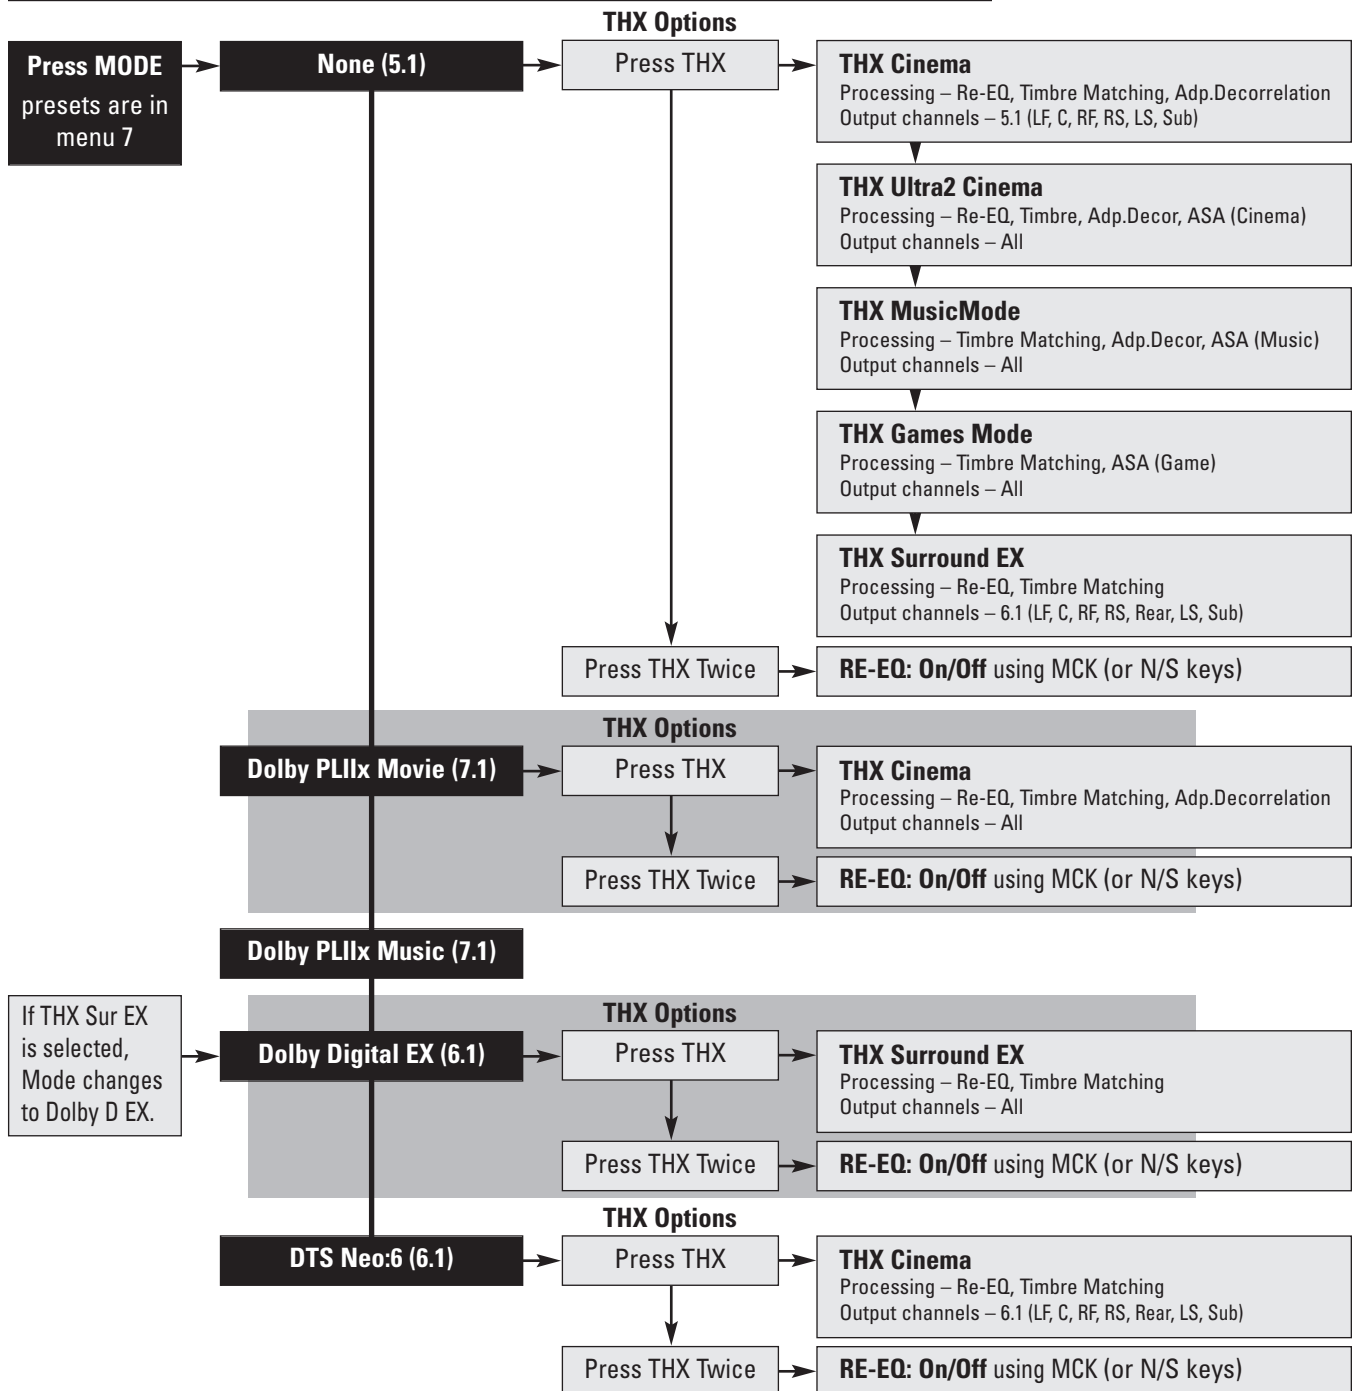 THX Options
Press MODE
presets are in
menu 7
None (5.1)
Press THX
THX Cinema
Processing – Re-EQ, Timbre Matching, Adp.Decorrelation
Output channels – 5.1 (LF, C, RF, RS, LS, Sub)
THX Ultra2 Cinema
Processing – Re-EQ, Timbre, Adp.Decor, ASA (Cinema)
Output channels – All
THX MusicMode
Processing – Timbre Matching, Adp.Decor, ASA (Music)
Output channels – All
THX Games Mode
Processing – Timbre Matching, ASA (Game)
Output channels – All
THX Surround EX
Processing – Re-EQ, Timbre Matching
Output channels – 6.1 (LF, C, RF, RS, Rear, LS, Sub)
Press THX Twice
RE-EQ: On/Off using MCK (or N/S keys)
THX Options
Dolby PLIIx Movie (7.1)
Press THX
THX Cinema
Processing – Re-EQ, Timbre Matching, Adp.Decorrelation
Output channels – All
Press THX Twice
RE-EQ: On/Off using MCK (or N/S keys)
Dolby PLIIx Music (7.1)
If THX Sur EX
is selected,
Mode changes
to Dolby D EX.
THX Options
Dolby Digital EX (6.1)
Press THX
THX Surround EX
Processing – Re-EQ, Timbre Matching
Output channels – All
Press THX Twice
RE-EQ: On/Off using MCK (or N/S keys)
THX Options
DTS Neo:6 (6.1)
Press THX
THX Cinema
Processing – Re-EQ, Timbre Matching
Output channels – 6.1 (LF, C, RF, RS, Rear, LS, Sub)
Press THX Twice
RE-EQ: On/Off using MCK (or N/S keys)